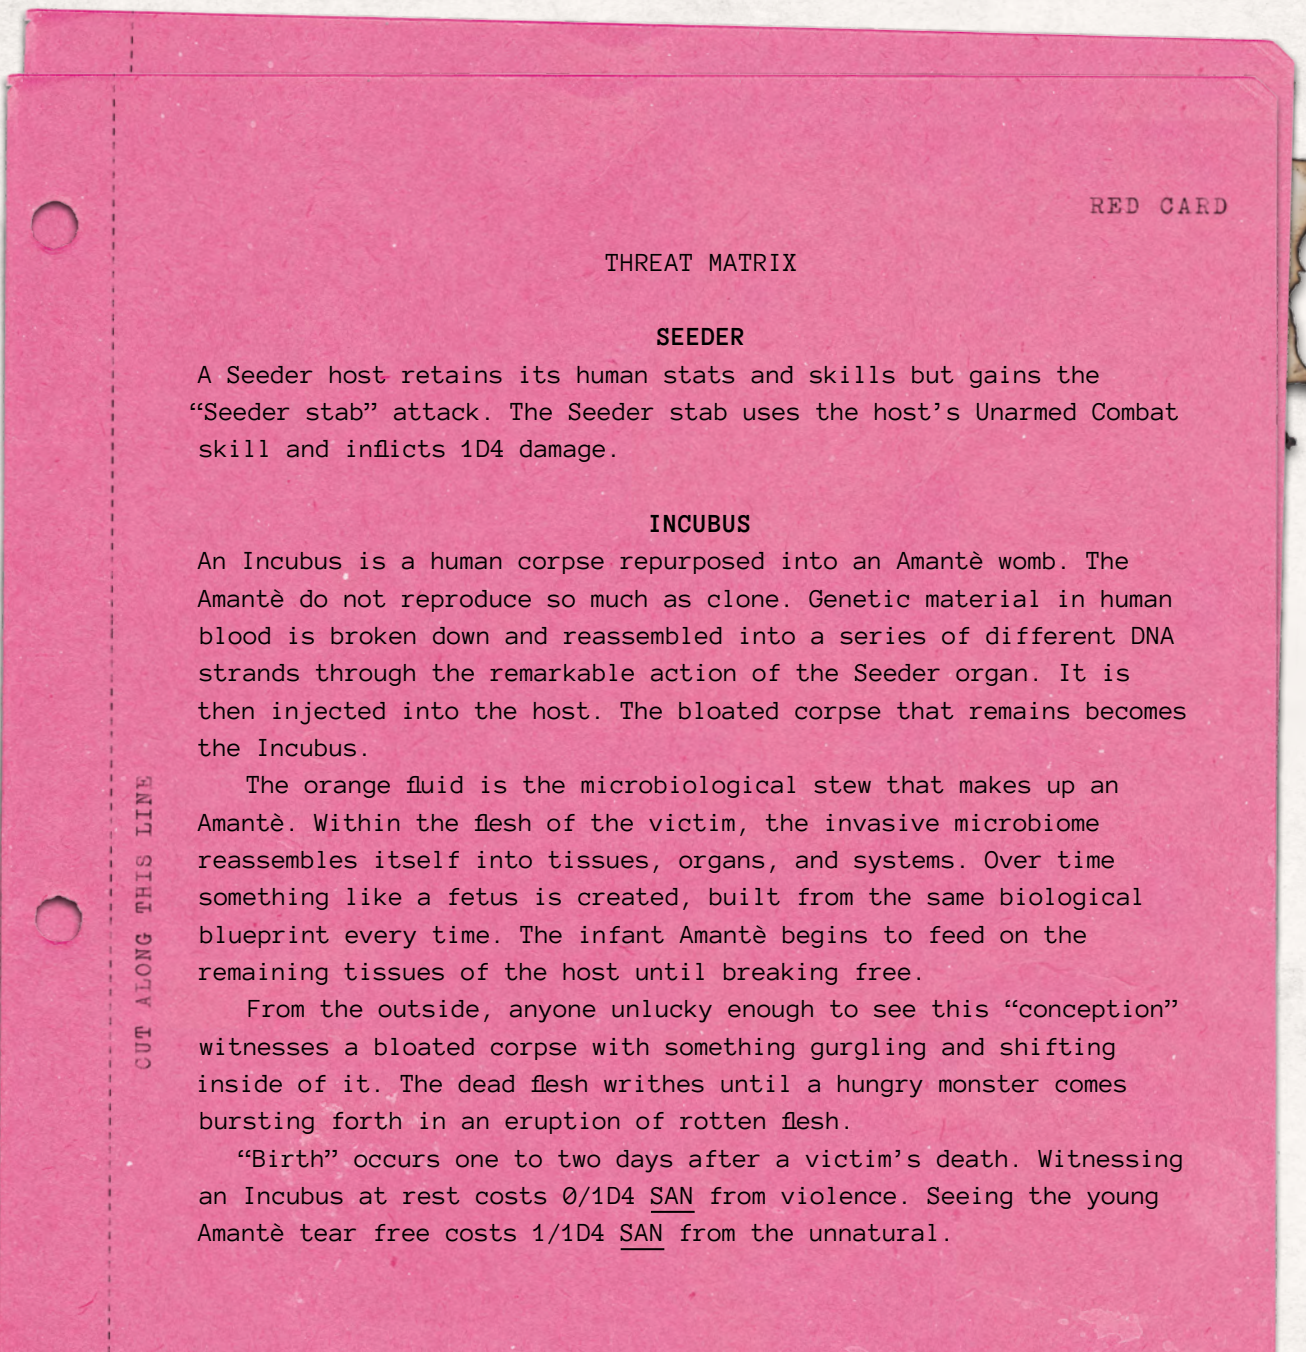 RED CARD
THREAT MATRIX
SEEDER
A Seeder host retains its human stats and skills but gains the
“Seeder stab” attack. The Seeder stab uses the host’s Unarmed Combat
skill and inflicts 1D4 damage.
INCUBUS
An Incubus is a human corpse repurposed into an Amantè womb. The
Amantè do not reproduce so much as clone. Genetic material in human
blood is broken down and reassembled into a series of different DNA
strands through the remarkable action of the Seeder organ. It is
then injected into the host. The bloated corpse that remains becomes
the Incubus.
The orange fluid is the microbiological stew that makes up an
Amantè. Within the flesh of the victim, the invasive microbiome
reassembles itself into tissues, organs, and systems. Over time
something like a fetus is created, built from the same biological
blueprint every time. The infant Amantè begins to feed on the
remaining tissues of the host until breaking free.
From the outside, anyone unlucky enough to see this “conception”
witnesses a bloated corpse with something gurgling and shifting
inside of it. The dead flesh writhes until a hungry monster comes
bursting forth in an eruption of rotten flesh.
“Birth” occurs one to two days after a victim’s death. Witnessing
an Incubus at rest costs 0/1D4 SAN from violence. Seeing the young
Amantè tear free costs 1/1D4 SAN from the unnatural.
CUT ALONG THIS LINE